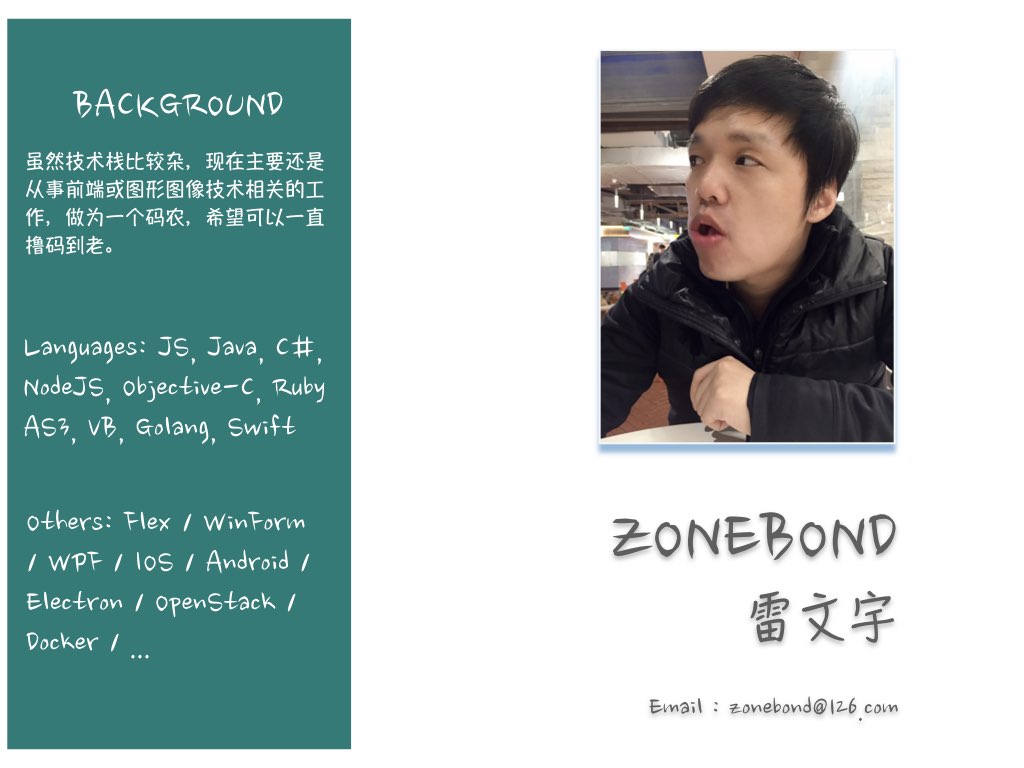 BACKGROUND
虽然技术栈比较杂，现在主要还是
从事前端或图形图像技术相关的工
作，做为一个码农，希望可以一直
撸码到老。
Languages: JS, Java, C#,
NodeJS, Objective-C, Ruby
AS3, VB, Golang, Swift
Others: Flex / WinForm
/ WPF / IOS / Android /
Electron / OpenStack /
Docker / ...
ZONEBOND
雷文宇
Email : zonebond@126.com